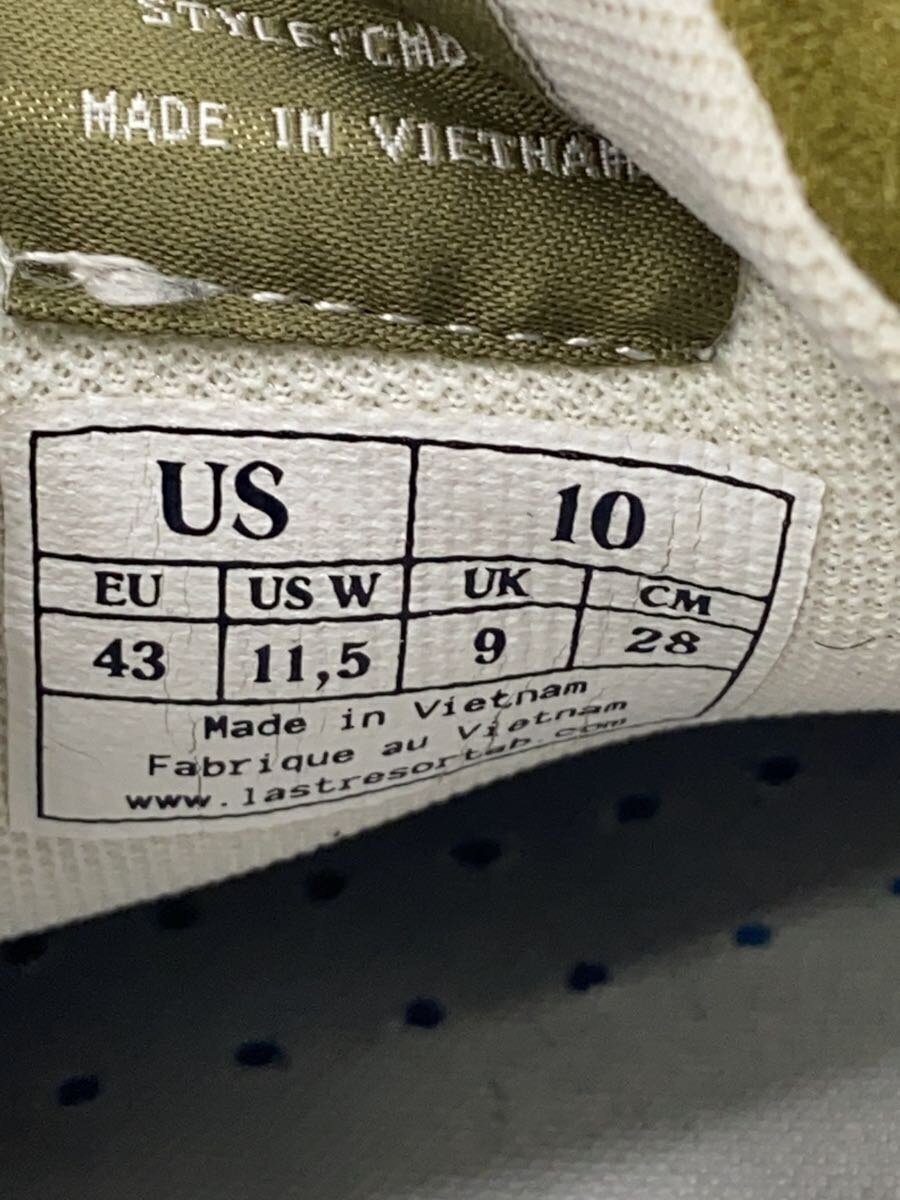 STYLE:CM0
MADE IN VIETNAM
US 10
EU US W UK CM
43 11,5 9 28
Made in Vietnam
Fabrique au Vietnam
www.lastresortab.com